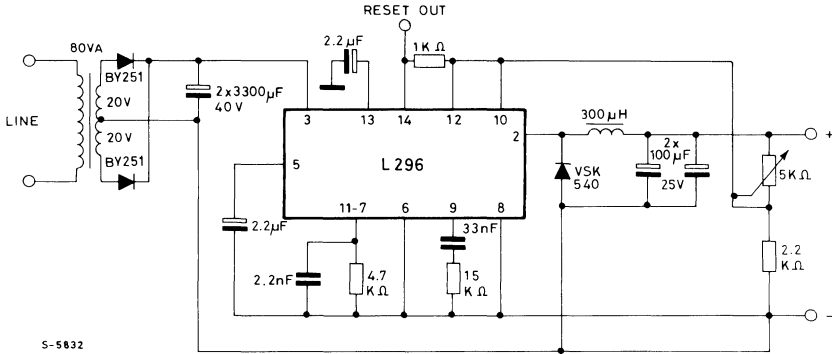 RESET OUT
80VA
BY251
20V
20V
BY251
LINE
2x3300μF
40V
2.2μF
1KΩ
3
13
14
12
10
2
5
L296
11-7
6
9
8
300μH
2x
100μF
25V
VSK
540
5KΩ
+
2.2μF
2.2nF
4.7
KΩ
33nF
15
KΩ
2.2
KΩ
-
S-5832